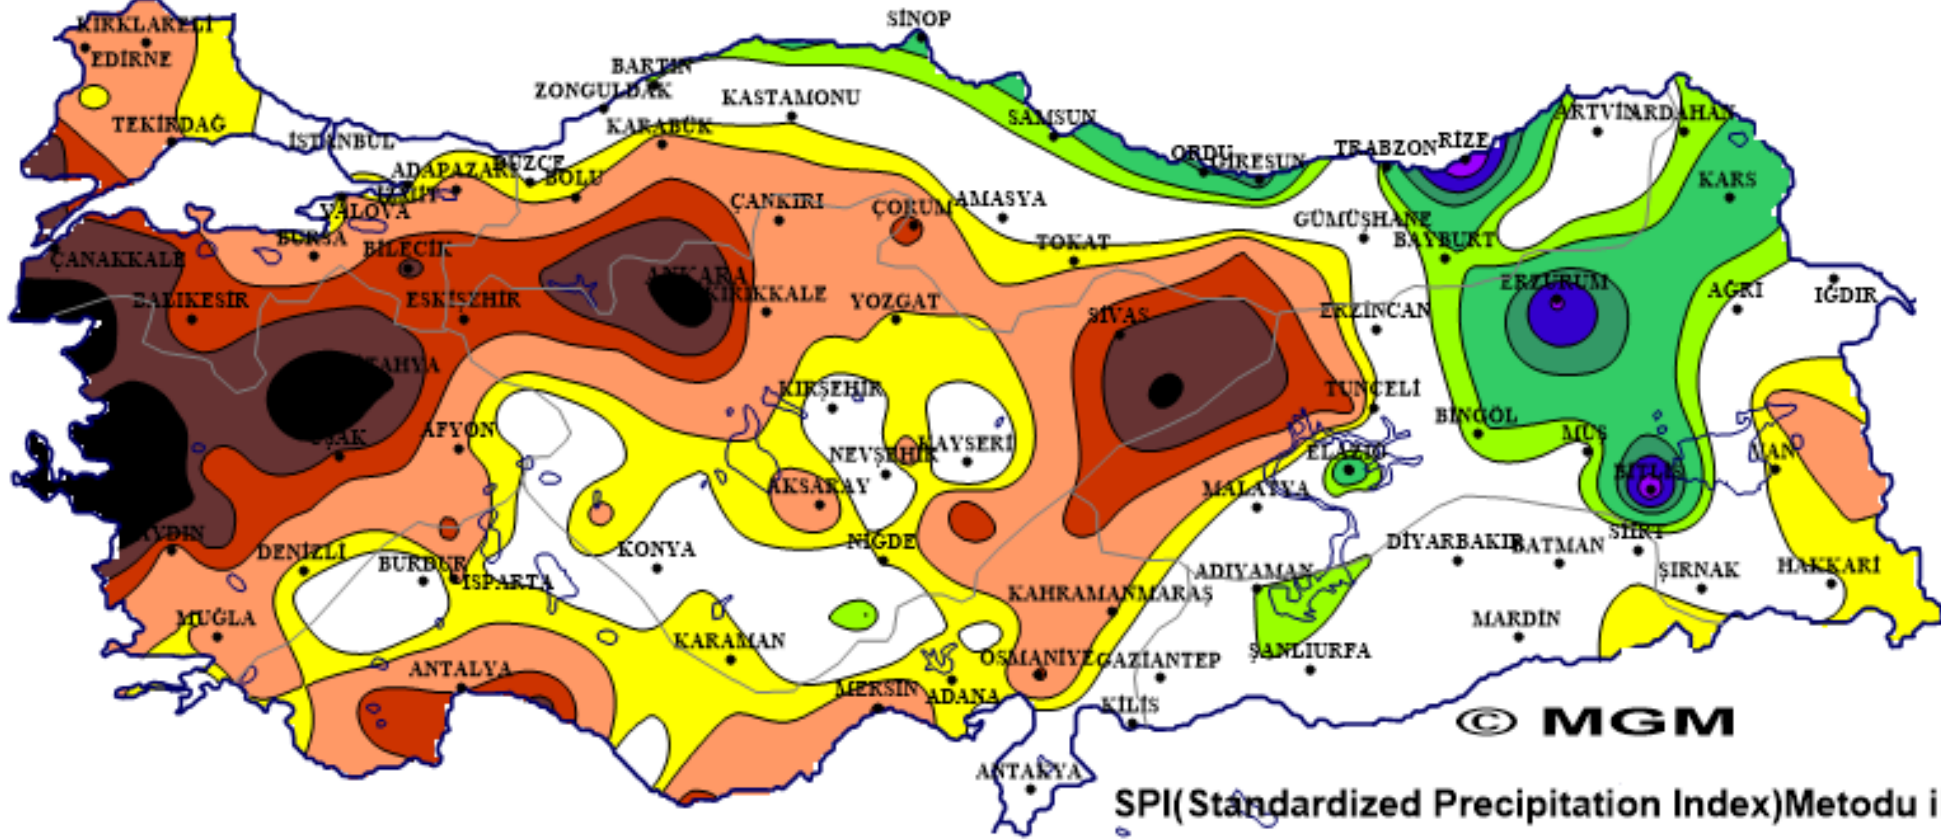 SİNOP
KIRKLARELİ
EDİRNE
BARTIN
ZONGULDAK
KASTAMONU
SAMSUN
ARTVİN
ARDAHAN
TEKİRDAĞ
İSTANBUL
KARABÜK
ORDU
GİRESUN
TRABZON
RİZE
ADAPAZARI
DÜZCE
BOLU
İZMİT
YALOVA
ÇANKIRI
ÇORUM
AMASYA
KARS
GÜMÜŞHANE
BAYBURT
BURSA
BİLECİK
TOKAT
ÇANAKKALE
ANKARA
KIRIKKALE
BALIKESİR
ESKİŞEHİR
YOZGAT
SİVAS
ERZİNCAN
ERZURUM
AĞRI
IĞDIR
TAHYA
KIRŞEHİR
TUNCELİ
BİNGÖL
MUŞ
UŞAK
AFYON
NEVŞEHİR
KAYSERİ
ELAZIĞ
BİTLİS
VAN
AKSARAY
MALATYA
AYDIN
DENİZLİ
BURDUR
ISPARTA
KONYA
NİĞDE
DİYARBAKIR
BATMAN
SİİRT
ADIYAMAN
ŞIRNAK
HAKKARİ
KAHRAMANMARAŞ
MUĞLA
KARAMAN
MARDİN
ANTALYA
MERSİN
ADANA
OSMANİYE
GAZİANTEP
ŞANLIURFA
KİLİS
© MGM
ANTAKYA
SPI(Standardized Precipitation Index)Metodu i